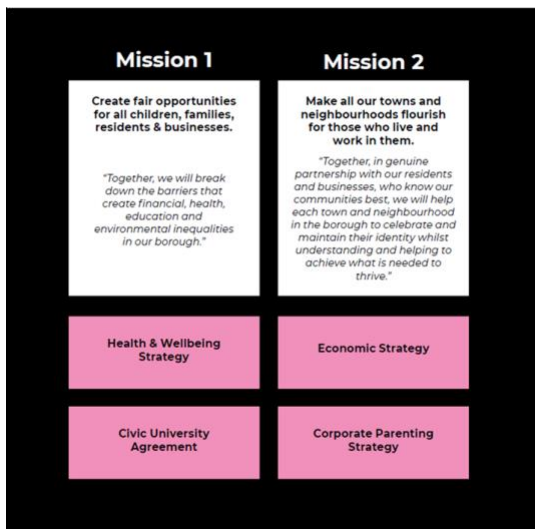 Mission 1
Create fair opportunities
for all children, families,
residents & businesses.
"Together, we will break
down the barriers that
create financial, health,
education and
environmental inequalities
in our borough."
Mission 2
Make all our towns and
neighbourhoods flourish
for those who live and
work in them.
"Together, in genuine
partnership with our residents
and businesses, who know our
communities best, we will help
each town and neighbourhood
in the borough to celebrate and
maintain their identity whilst
understanding and helping to
achieve what is needed to
thrive."
Health & Wellbeing
Strategy
Economic Strategy
Civic University
Agreement
Corporate Parenting
Strategy